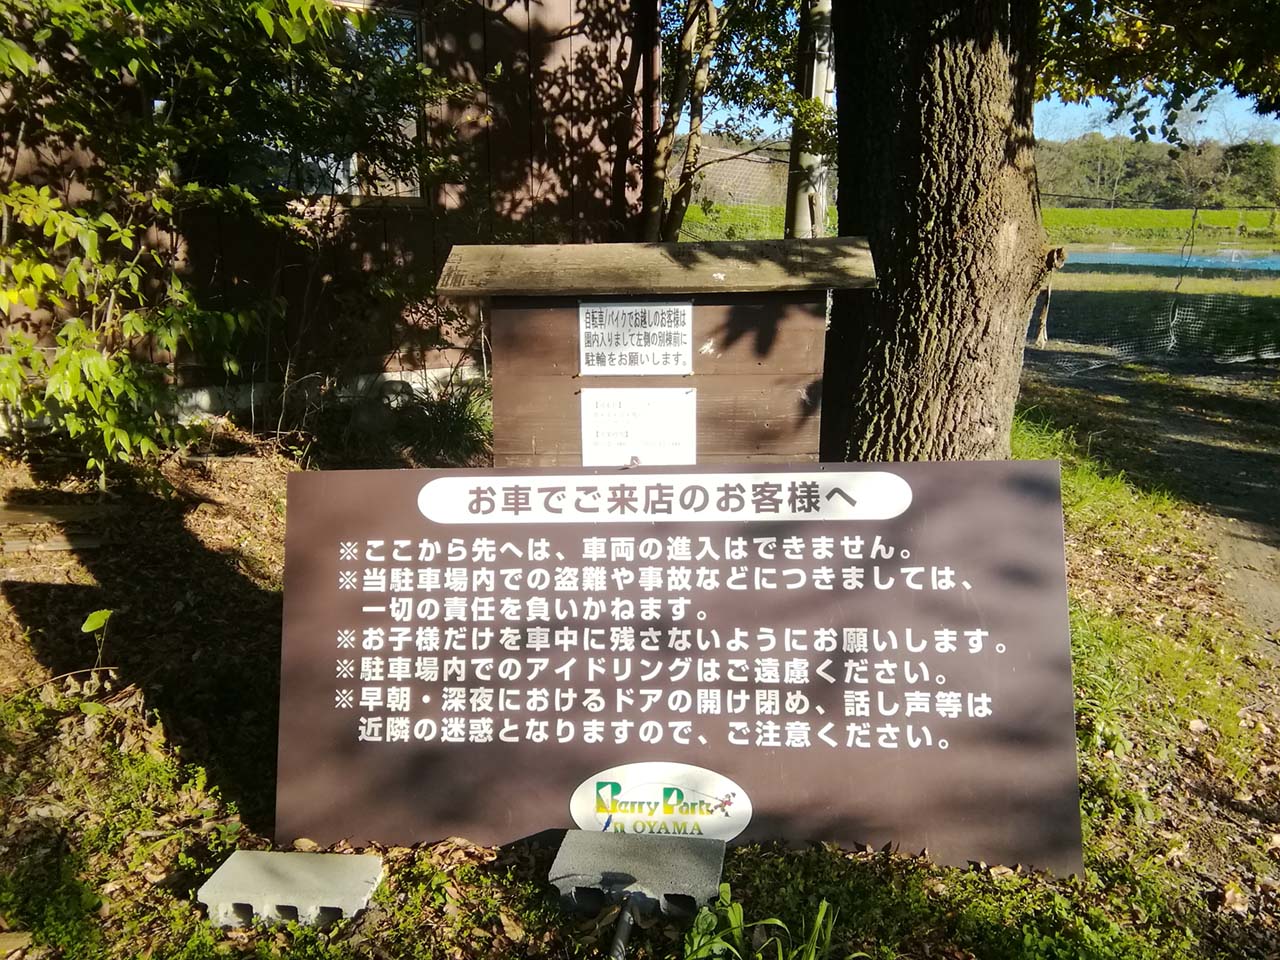 自転車/バイクでお越しのお客様は
園内入りまして左側の別棟前に
駐輪をお願いします。
お車でご来店のお客様へ
※ここから先へは、車両の進入はできません。
※当駐車場内での盗難や事故などにつきましては、
一切の責任を負いかねます。
※お子様だけを車中に残さないようにお願いします。
※駐車場内でのアイドリングはご遠慮ください。
※早朝・深夜におけるドアの開け閉め、話し声等は
近隣の迷惑となりますので、ご注意ください。
Berry Park
in OYAMA